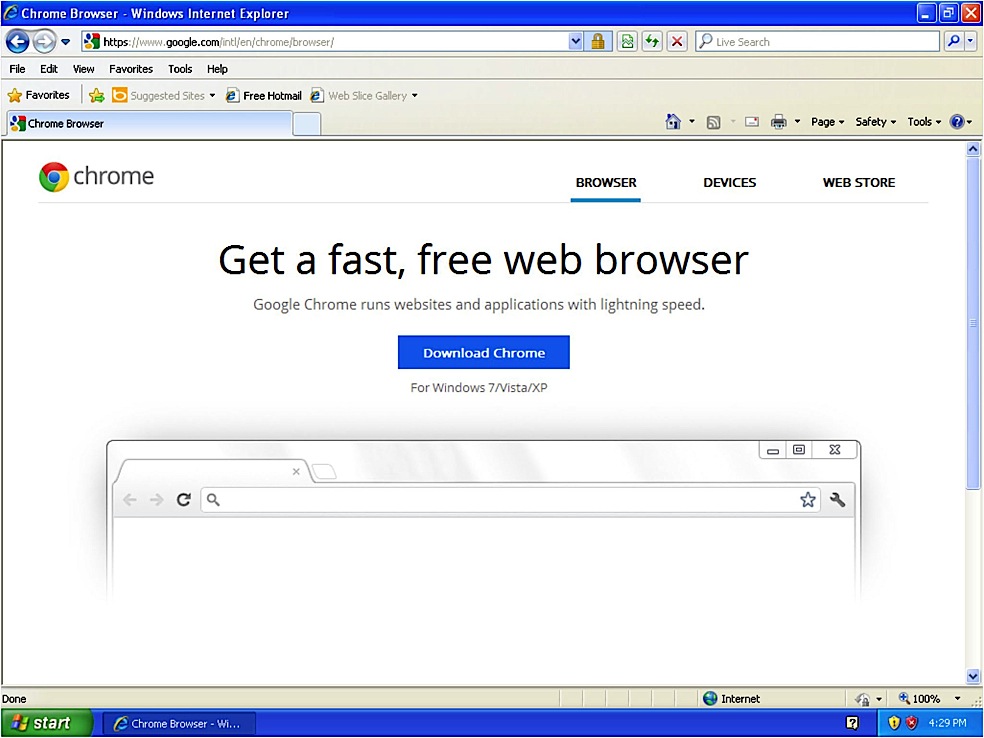 Chrome Browser - Windows Internet Explorer
https://www.google.com/intl/en/chrome/browser/
Live Search
File Edit View Favorites Tools Help
Favorites Suggested Sites Free Hotmail Web Slice Gallery
Chrome Browser
Page Safety Tools
chrome
BROWSER DEVICES WEB STORE
Get a fast, free web browser
Google Chrome runs websites and applications with lightning speed.
Download Chrome
For Windows 7/Vista/XP
Done Internet 100%
start Chrome Browser - Wi... 4:29 PM